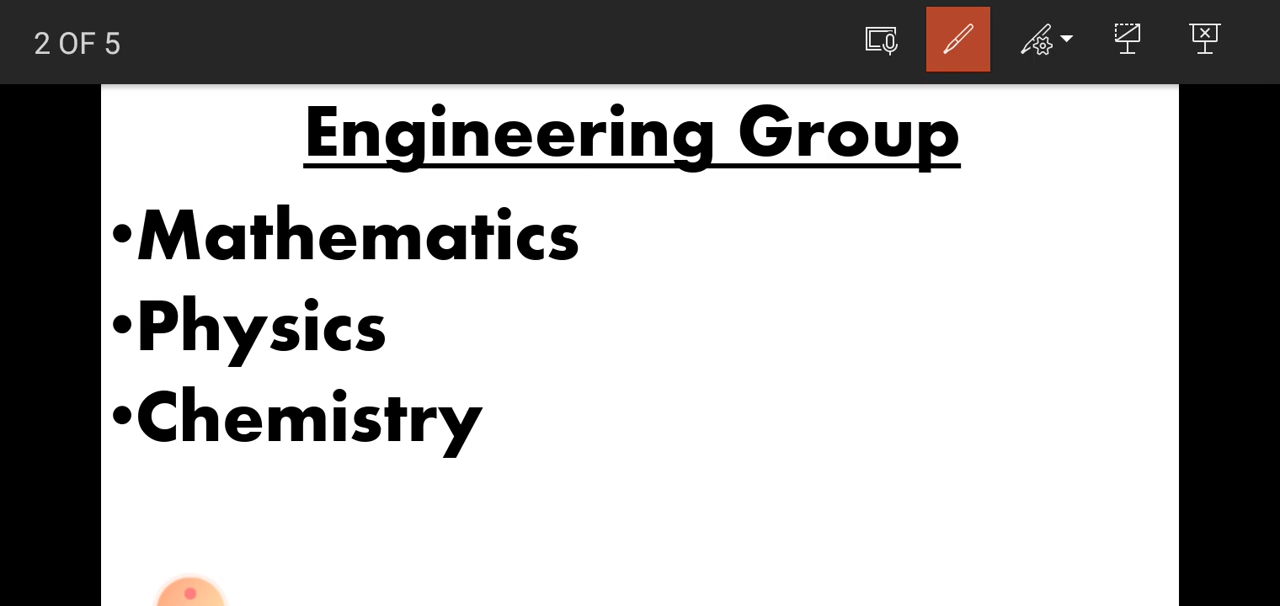 2 OF 5
Engineering Group
•Mathematics
•Physics
•Chemistry